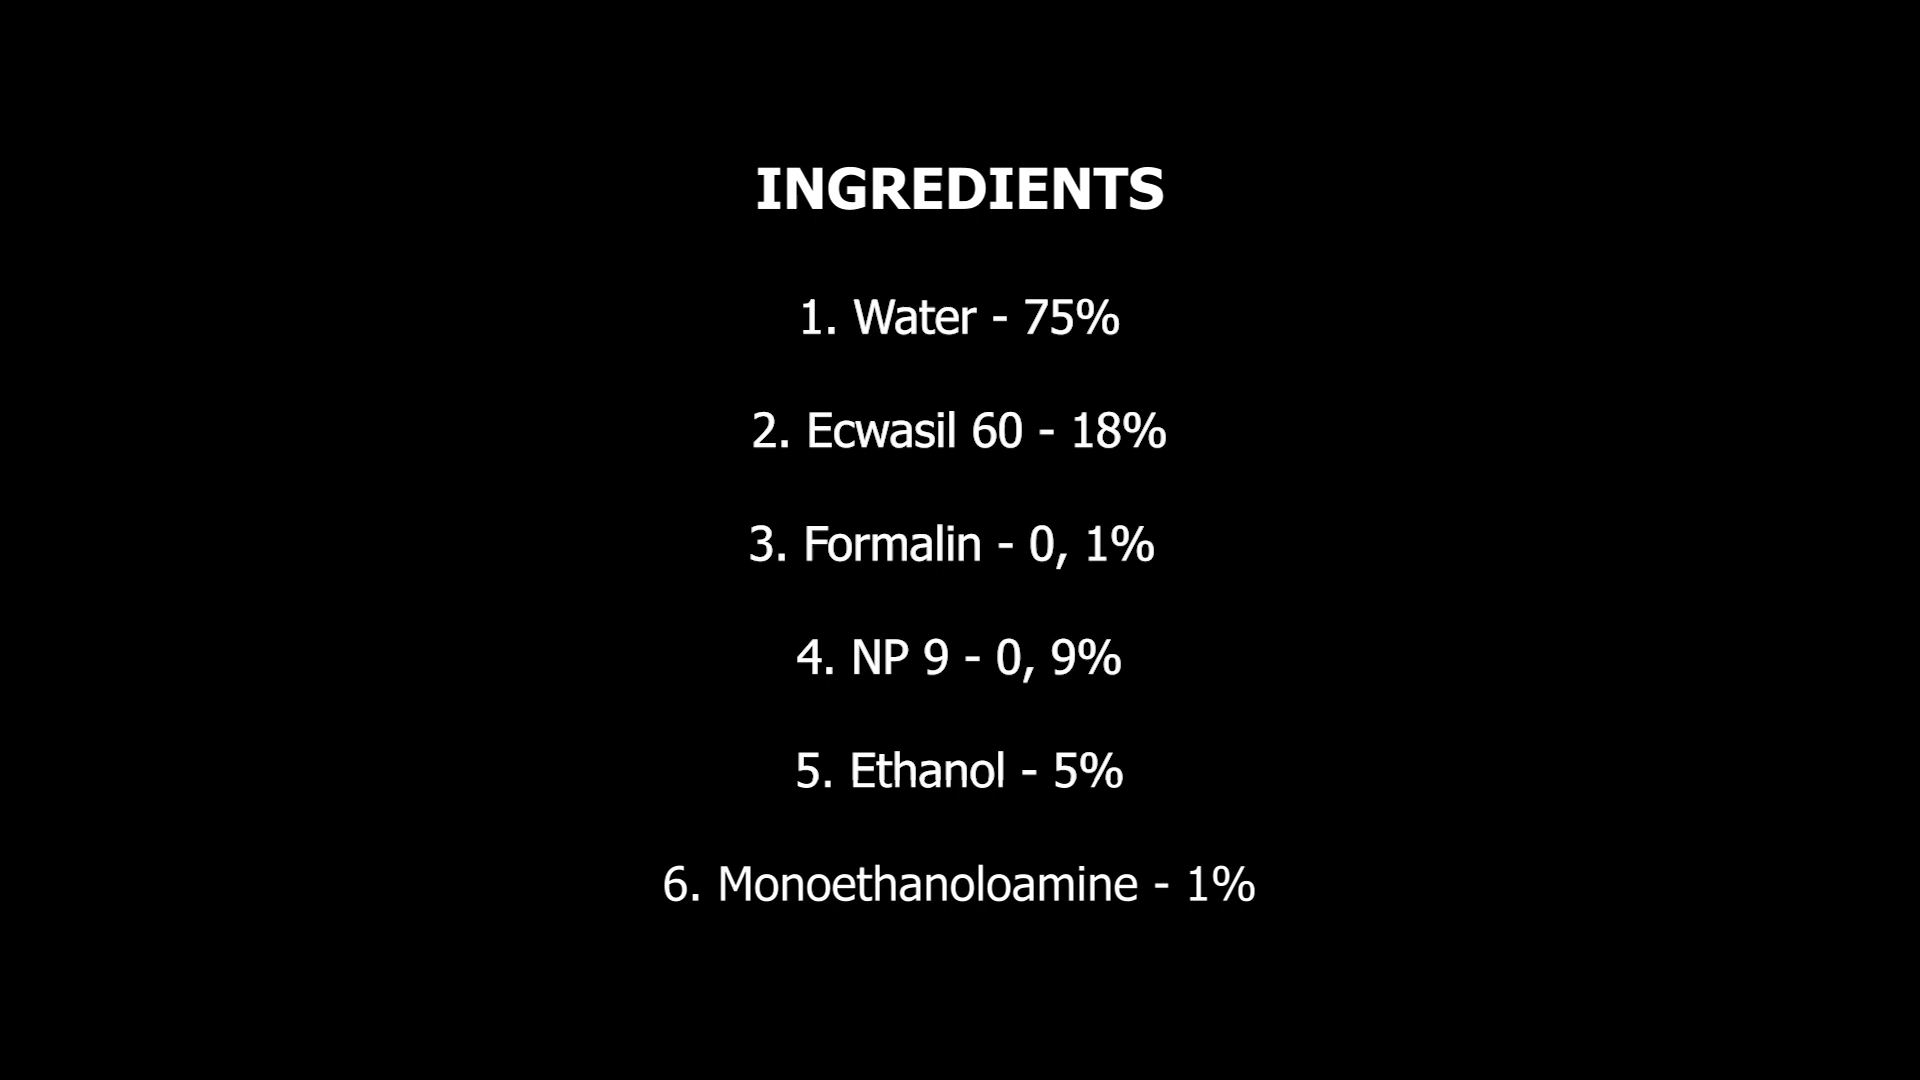 INGREDIENTS
1. Water - 75%
2. Ecwasil 60 - 18%
3. Formalin - 0, 1%
4. NP 9 - 0, 9%
5. Ethanol - 5%
6. Monoethanoloamine - 1%